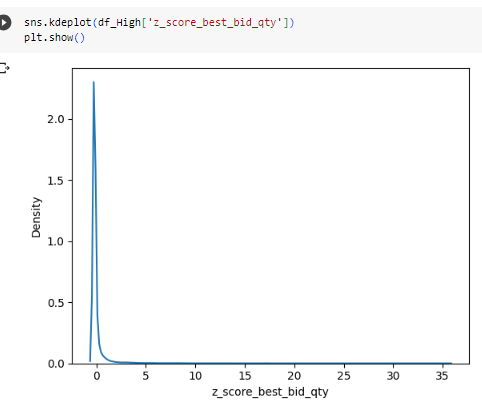 sns.kdeplot(df_High['z_score_best_bid_qty'])
plt.show()
2.0
1.5
1.0
0.5
0.0
Density
0 5 10 15 20 25 30 35
z_score_best_bid_qty